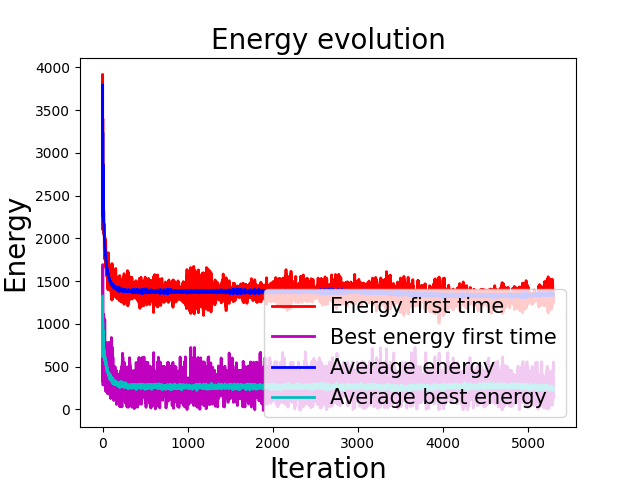 Energy evolution
4000
3500
3000
2500
2000
1500
1000
500
0
Energy
Energy first time
Best energy first time
Average energy
Average best energy
0 1000 2000 3000 4000 5000
Iteration